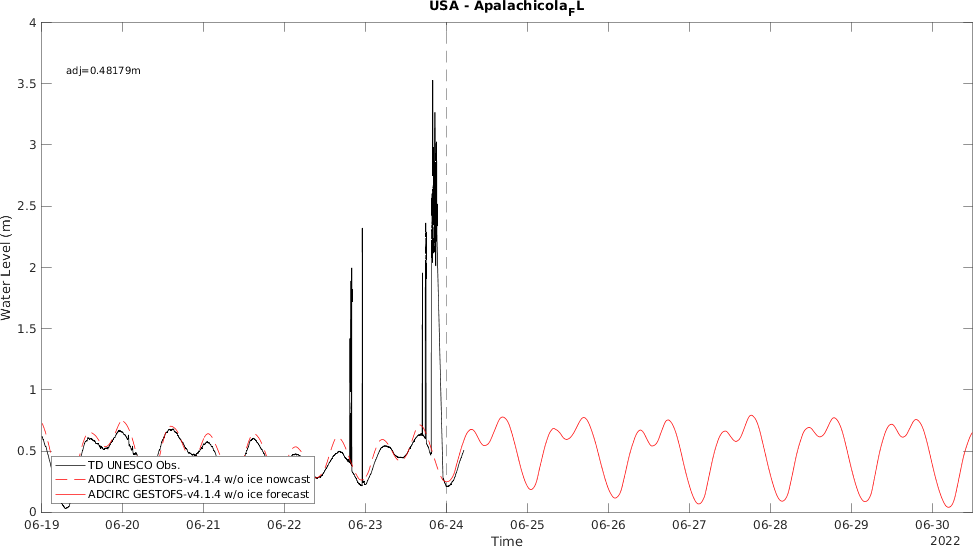 USA - ApalachicolaFL
adj=0.48179m
Water Level (m)
4
3.5
3
2.5
2
1.5
1
0.5
0
TD UNESCO Obs.
ADCIRC GESTOFS-v4.1.4 w/o ice nowcast
ADCIRC GESTOFS-v4.1.4 w/o ice forecast
06-19 06-20 06-21 06-22 06-23 06-24 06-25 06-26 06-27 06-28 06-29 06-30
Time
2022